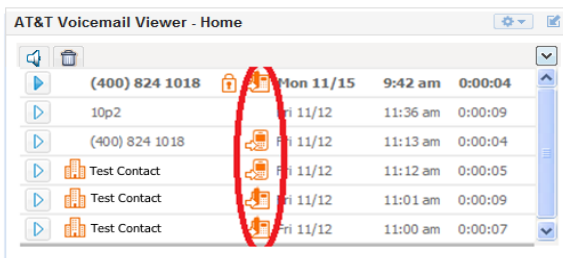 AT&T Voicemail Viewer - Home
(400) 824 1018 Mon 11/15 9:42 am 0:00:04
10p2 Fri 11/12 11:36 am 0:00:09
(400) 824 1018 Fri 11/12 11:13 am 0:00:04
Test Contact Fri 11/12 11:12 am 0:00:05
Test Contact Fri 11/12 11:01 am 0:00:09
Test Contact Fri 11/12 11:00 am 0:00:07